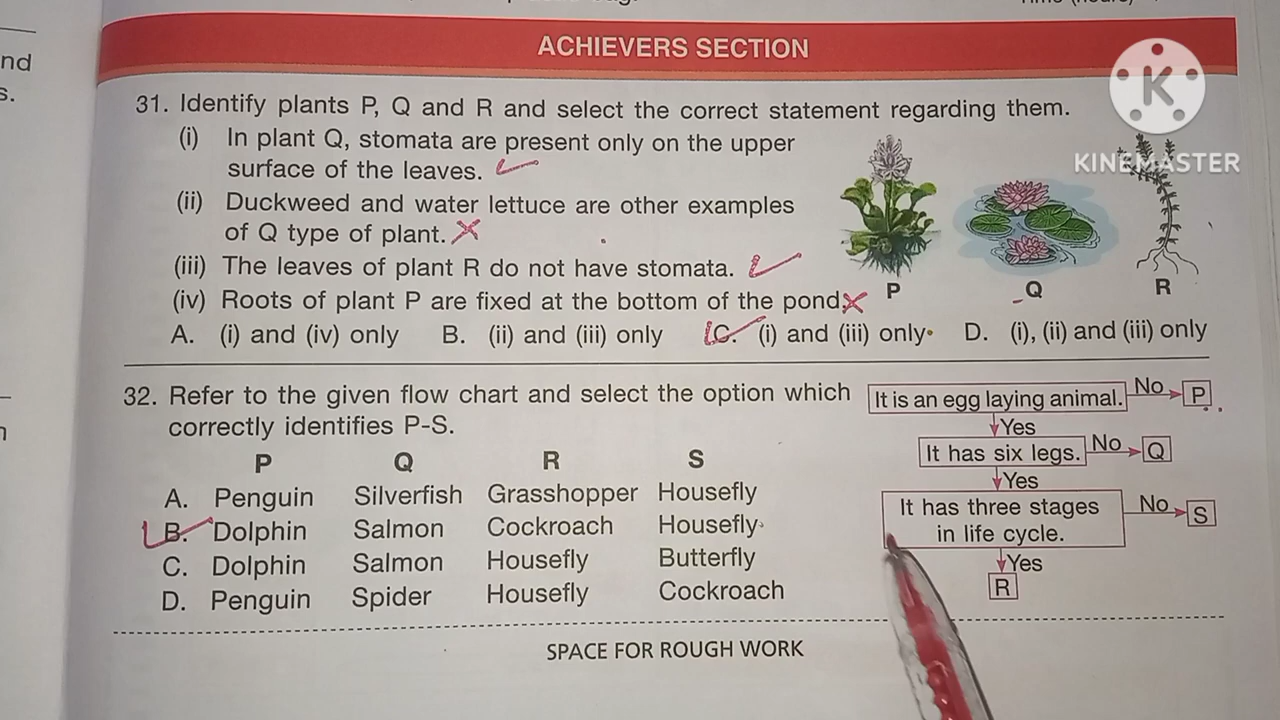 nd
s.
ACHIEVERS SECTION
K
KINEMASTER
31. Identify plants P, Q and R and select the correct statement regarding them.
(i) In plant Q, stomata are present only on the upper
surface of the leaves.
(ii) Duckweed and water lettuce are other examples
of Q type of plant.
(iii) The leaves of plant R do not have stomata.
(iv) Roots of plant P are fixed at the bottom of the pond.
P Q R
A. (i) and (iv) only B. (ii) and (iii) only C. (i) and (iii) only D. (i), (ii) and (iii) only
32. Refer to the given flow chart and select the option which
correctly identifies P-S.
P Q R S
A. Penguin Silverfish Grasshopper Housefly
B. Dolphin Salmon Cockroach Housefly
C. Dolphin Salmon Housefly Butterfly
D. Penguin Spider Housefly Cockroach
It is an egg laying animal. No P
Yes
It has six legs. No Q
Yes
It has three stages
in life cycle. No S
Yes
R
SPACE FOR ROUGH WORK